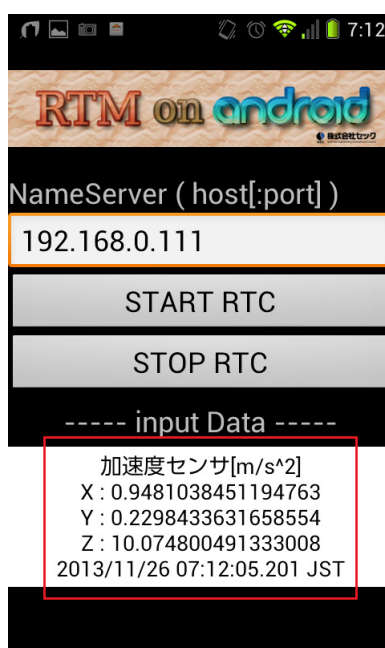 7:12
RTM on android
株式会社セック
NameServer ( host[:port] )
192.168.0.111
START RTC
STOP RTC
----- input Data -----
加速度センサ[m/s^2]
X : 0.9481038451194763
Y : 0.2298433631658554
Z : 10.074800491333008
2013/11/26 07:12:05.201 JST